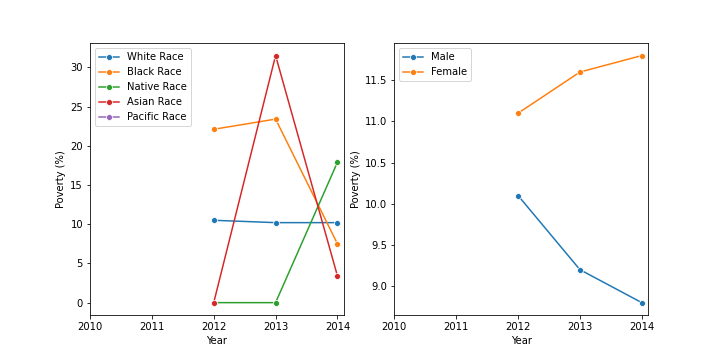 White Race
Black Race
Native Race
Asian Race
Pacific Race
30
25
20
15
10
5
0
Poverty (%)
2010 2011 2012 2013 2014
Year
Male
Female
11.5
11.0
10.5
10.0
9.5
9.0
Poverty (%)
2010 2011 2012 2013 2014
Year